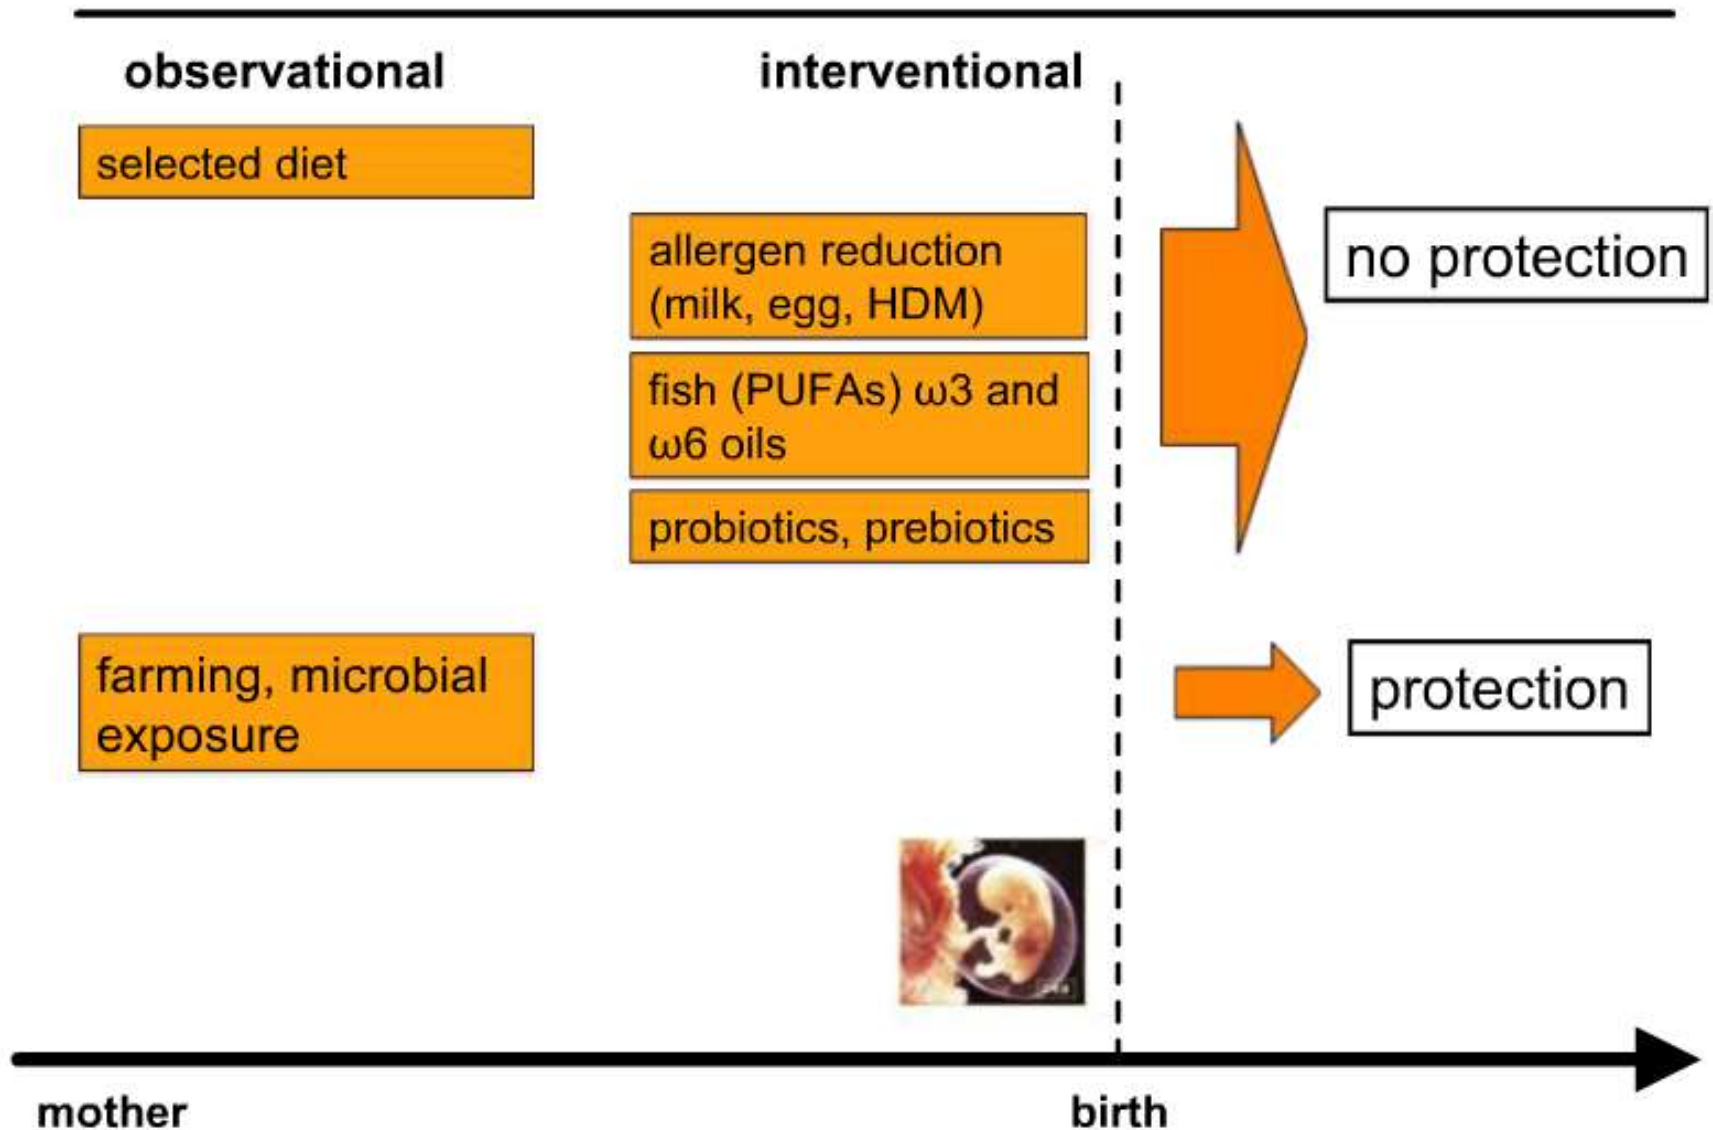 observational
interventional
selected diet
allergen reduction
(milk, egg, HDM)
no protection
fish (PUFAs) ω3 and
ω6 oils
probiotics, prebiotics
farming, microbial
exposure
protection
mother
birth